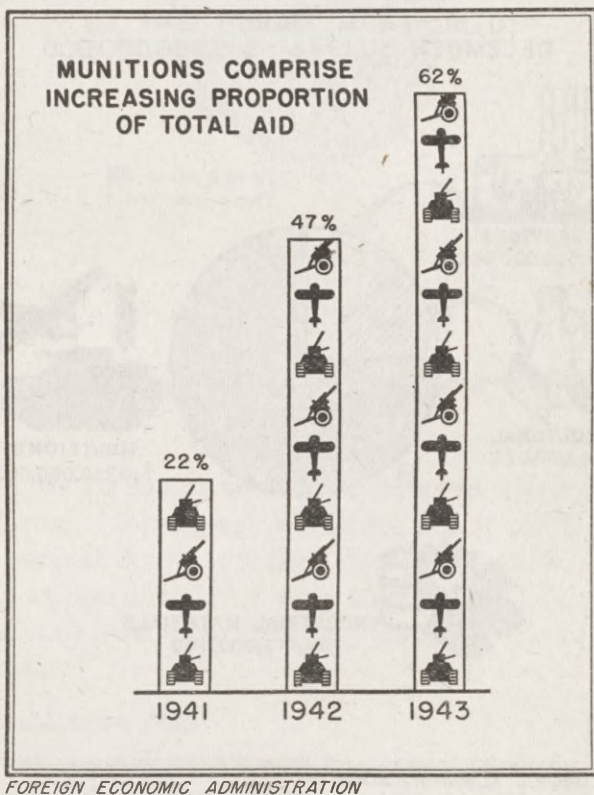 MUNITIONS COMPRISE
INCREASING PROPORTION
OF TOTAL AID
62%
47%
22%
1941 1942 1943
FOREIGN ECONOMIC ADMINISTRATION